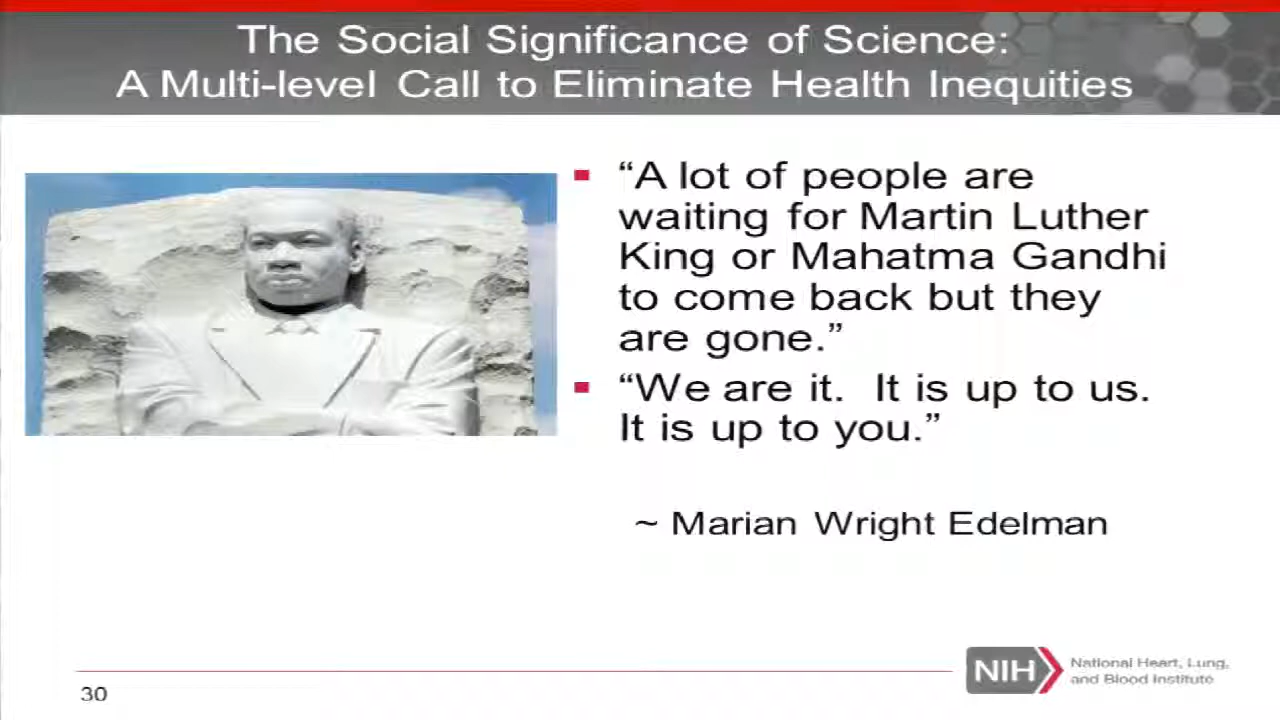 The Social Significance of Science:
A Multi-level Call to Eliminate Health Inequities
“A lot of people are
waiting for Martin Luther
King or Mahatma Gandhi
to come back but they
are gone.”
“We are it.  It is up to us.
It is up to you.”
~ Marian Wright Edelman
30
NIH
National Heart, Lung,
and Blood Institute